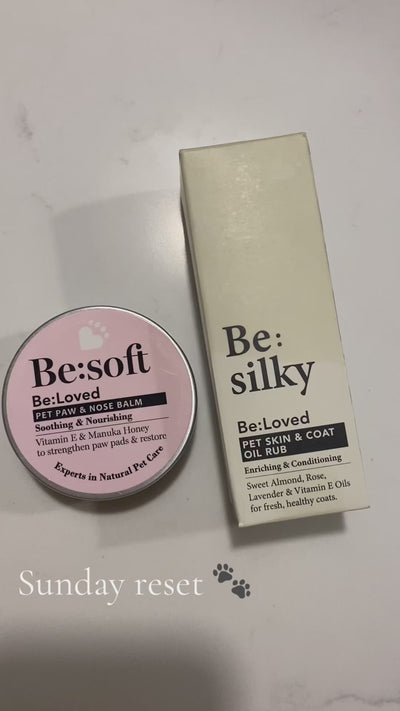 Be:soft
Be:Loved
PET PAW & NOSE BALM
Soothing & Nourishing
Vitamin E & Manuka Honey
to strengthen paw pads & restore
Experts in Natural Pet Care
Be:
silky
Be:Loved
PET SKIN & COAT
OIL RUB
Enriching & Conditioning
Sweet Almond, Rose,
Lavender & Vitamin E Oils
for fresh, healthy coats.
Sunday reset 🐾